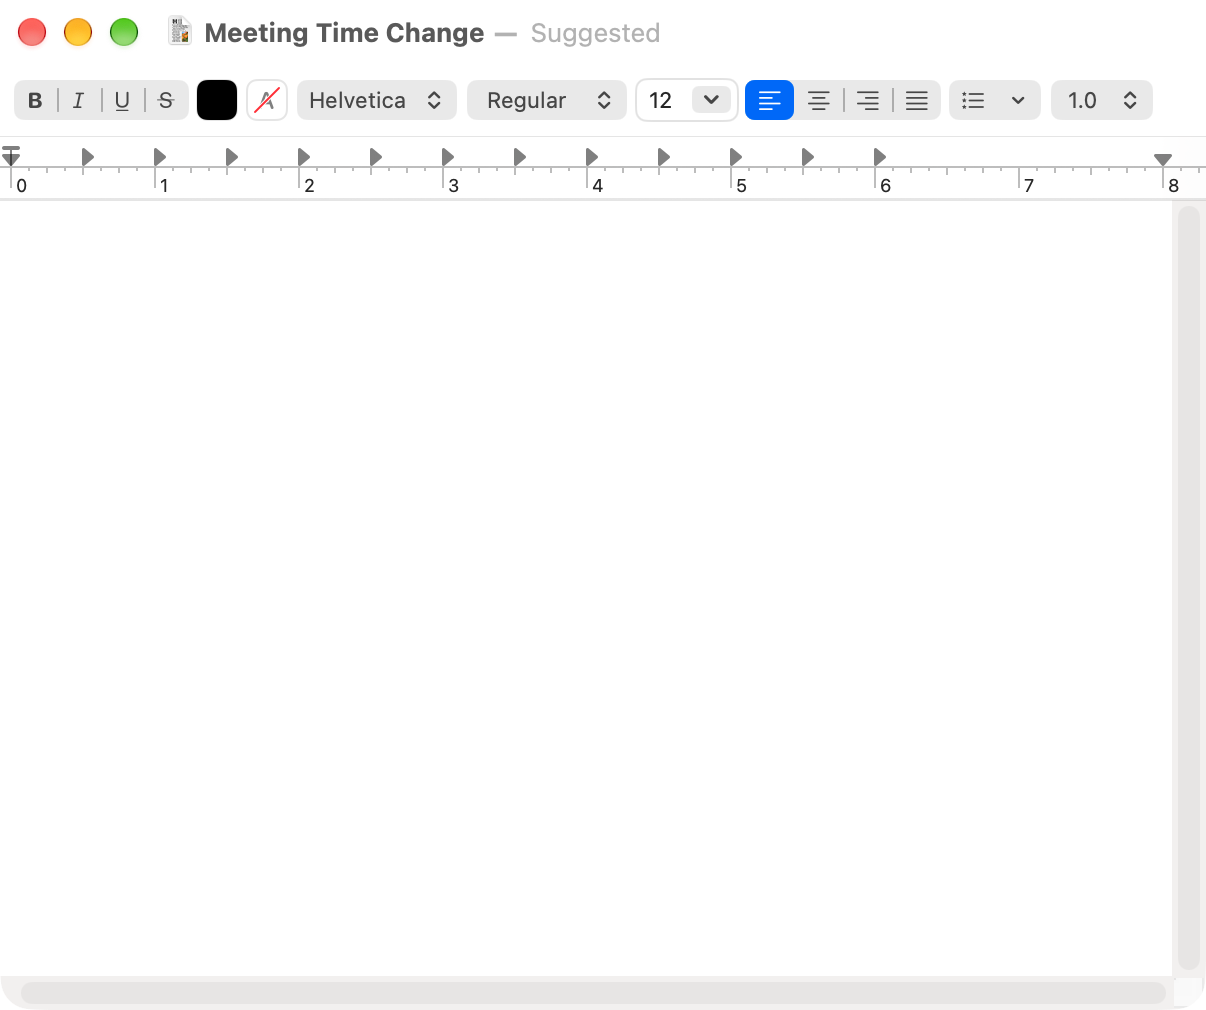 Meeting Time Change — Suggested
B I U S A Helvetica Regular 12 1.0
0 1 2 3 4 5 6 7 8